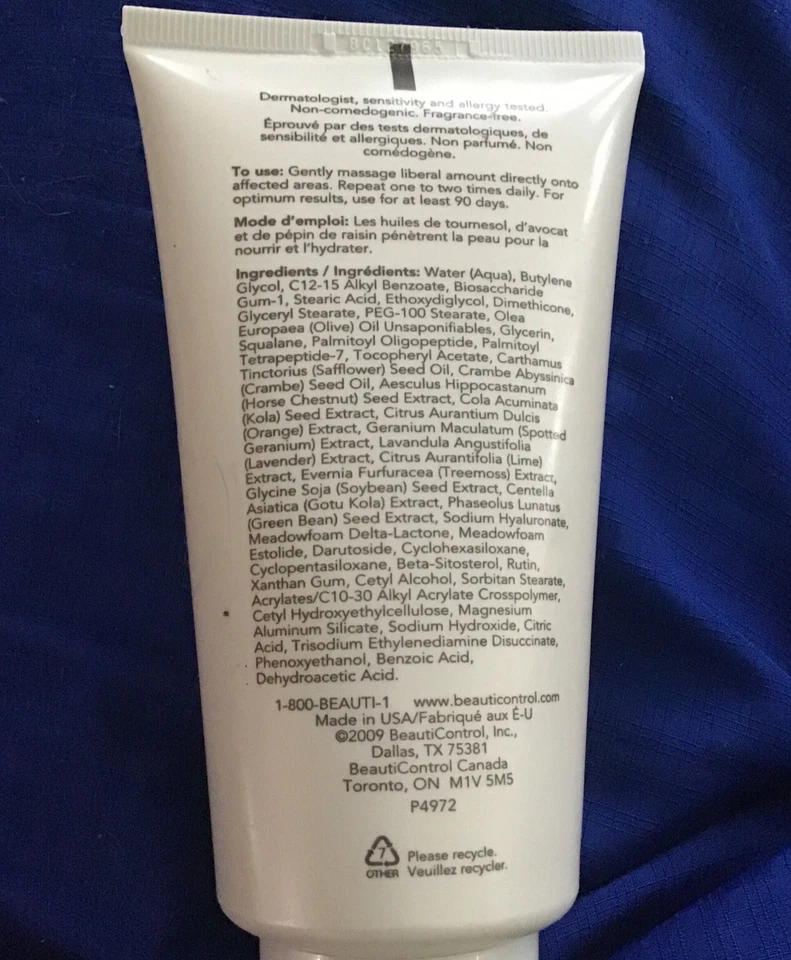 Dermatologist, sensitivity and allergy tested.
Non-comedogenic. Fragrance-free.
Éprouvé par des tests dermatologiques, de
sensibilité et allergiques. Non parfumé. Non
comédogène.
To use: Gently massage liberal amount directly onto
affected areas. Repeat one to two times daily. For
optimum results, use for at least 90 days.
Mode d'emploi: Les huiles de tournesol, d'avocat
et de pépin de raisin pénètrent la peau pour la
nourrir et l'hydrater.
Ingredients / Ingrédients: Water (Aqua), Butylene
Glycol, C12-15 Alkyl Benzoate, Biosaccharide
Gum-1, Stearic Acid, Ethoxydiglycol, Dimethicone,
Glyceryl Stearate, PEG-100 Stearate, Olea
Europaea (Olive) Oil Unsaponifiables, Glycerin,
Squalane, Palmitoyl Oligopeptide, Palmitoyl
Tetrapeptide-7, Tocopheryl Acetate, Carthamus
Tinctorius (Safflower) Seed Oil, Crambe Abyssinica
(Crambe) Seed Oil, Aesculus Hippocastanum
(Horse Chestnut) Seed Extract, Cola Acuminata
(Kola) Seed Extract, Citrus Aurantium Dulcis
(Orange) Extract, Geranium Maculatum (Spotted
Geranium) Extract, Lavandula Angustifolia
(Lavender) Extract, Citrus Aurantifolia (Lime)
Extract, Evernia Furfuracea (Treemoss) Extract,
Glycine Soja (Soybean) Seed Extract, Centella
Asiatica (Gotu Kola) Extract, Phaseolus Lunatus
(Green Bean) Seed Extract, Sodium Hyaluronate,
Meadowfoam Delta-Lactone, Meadowfoam
Estolide, Darutoside, Cyclohexasiloxane,
Cyclopentasiloxane, Beta-Sitosterol, Rutin,
Xanthan Gum, Cetyl Alcohol, Sorbitan Stearate,
Acrylates/C10-30 Alkyl Acrylate Crosspolymer,
Cetyl Hydroxyethylcellulose, Magnesium
Aluminum Silicate, Sodium Hydroxide, Citric
Acid, Trisodium Ethylenediamine Disuccinate,
Phenoxyethanol, Benzoic Acid,
Dehydroacetic Acid.
1-800-BEAUTI-1 www.beauticontrol.com
Made in USA/Fabriqué aux É-U
©2009 BeautiControl, Inc.,
Dallas, TX 75381
BeautiControl Canada
Toronto, ON M1V 5M5
P4972
7
OTHER
Please recycle.
Veuillez recycler.